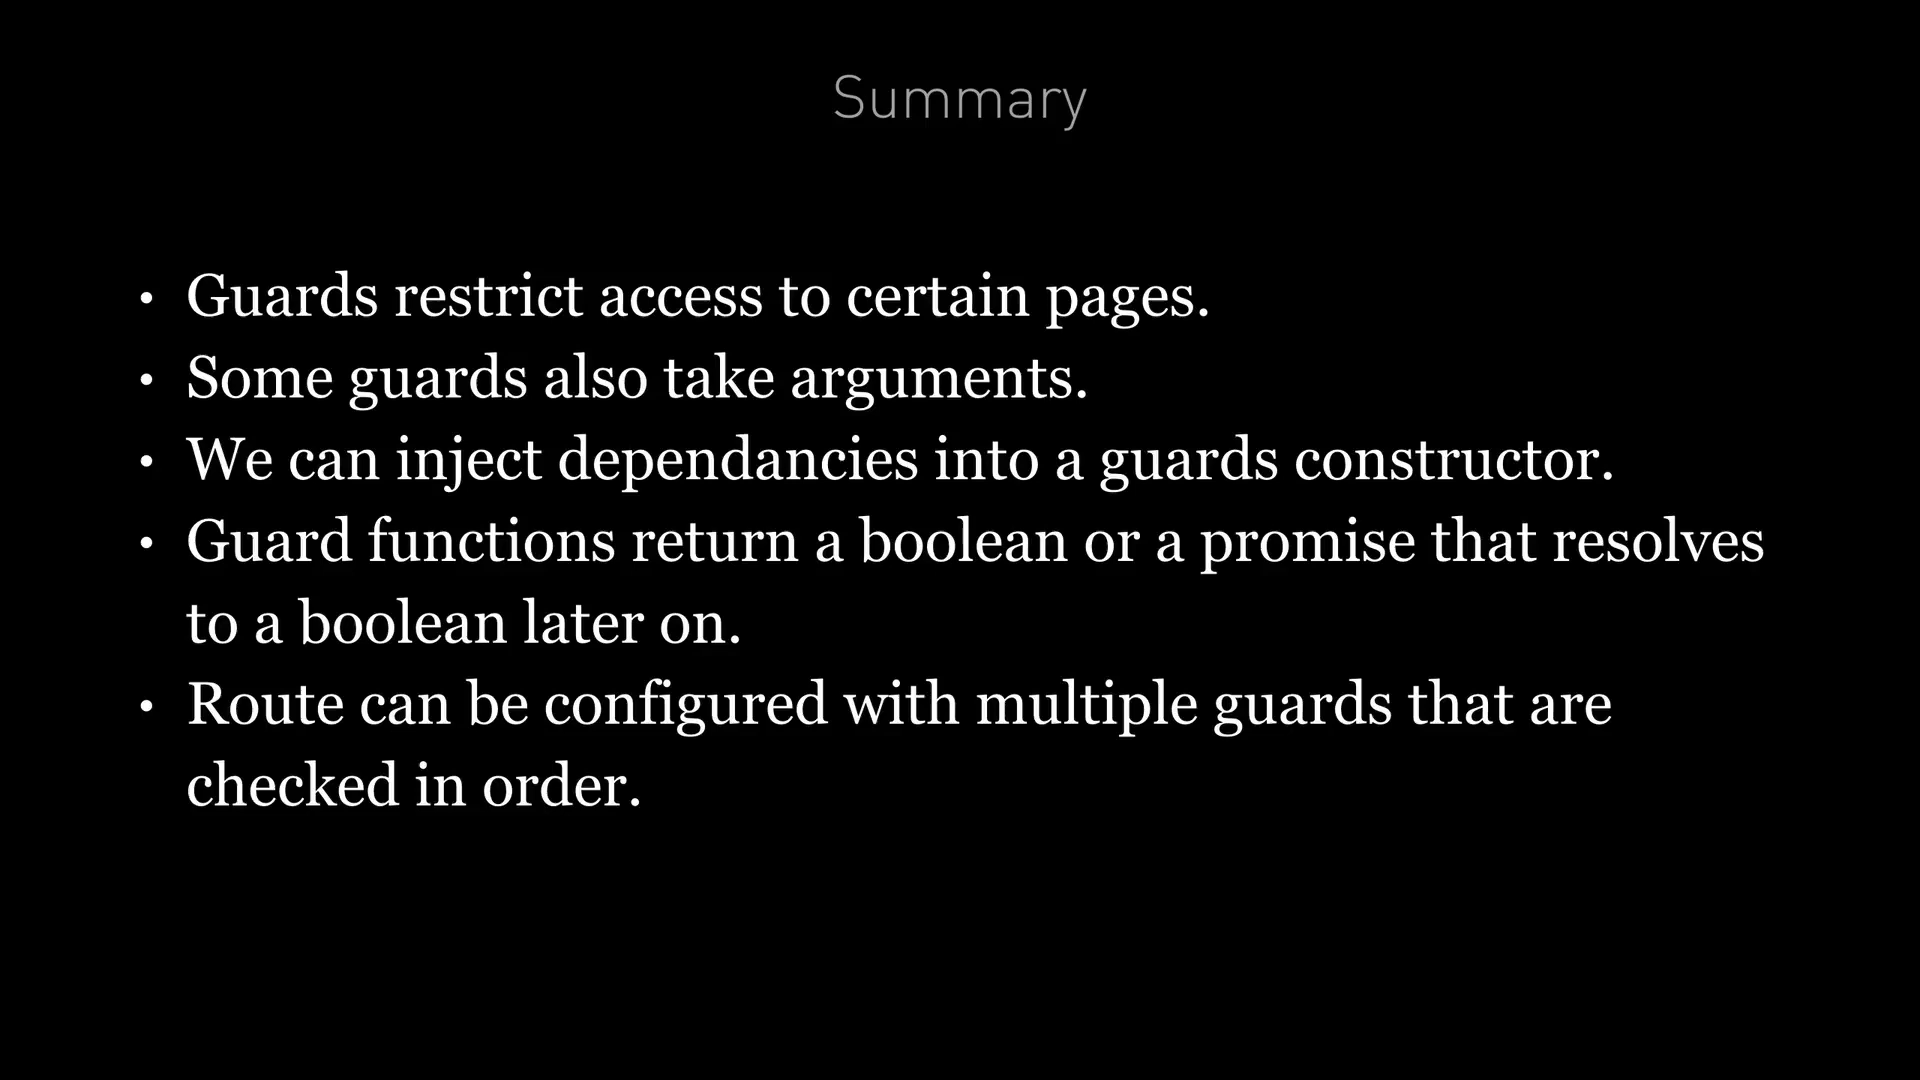 Summary
• Guards restrict access to certain pages.
• Some guards also take arguments.
• We can inject dependancies into a guards constructor.
• Guard functions return a boolean or a promise that resolves
to a boolean later on.
• Route can be configured with multiple guards that are
checked in order.